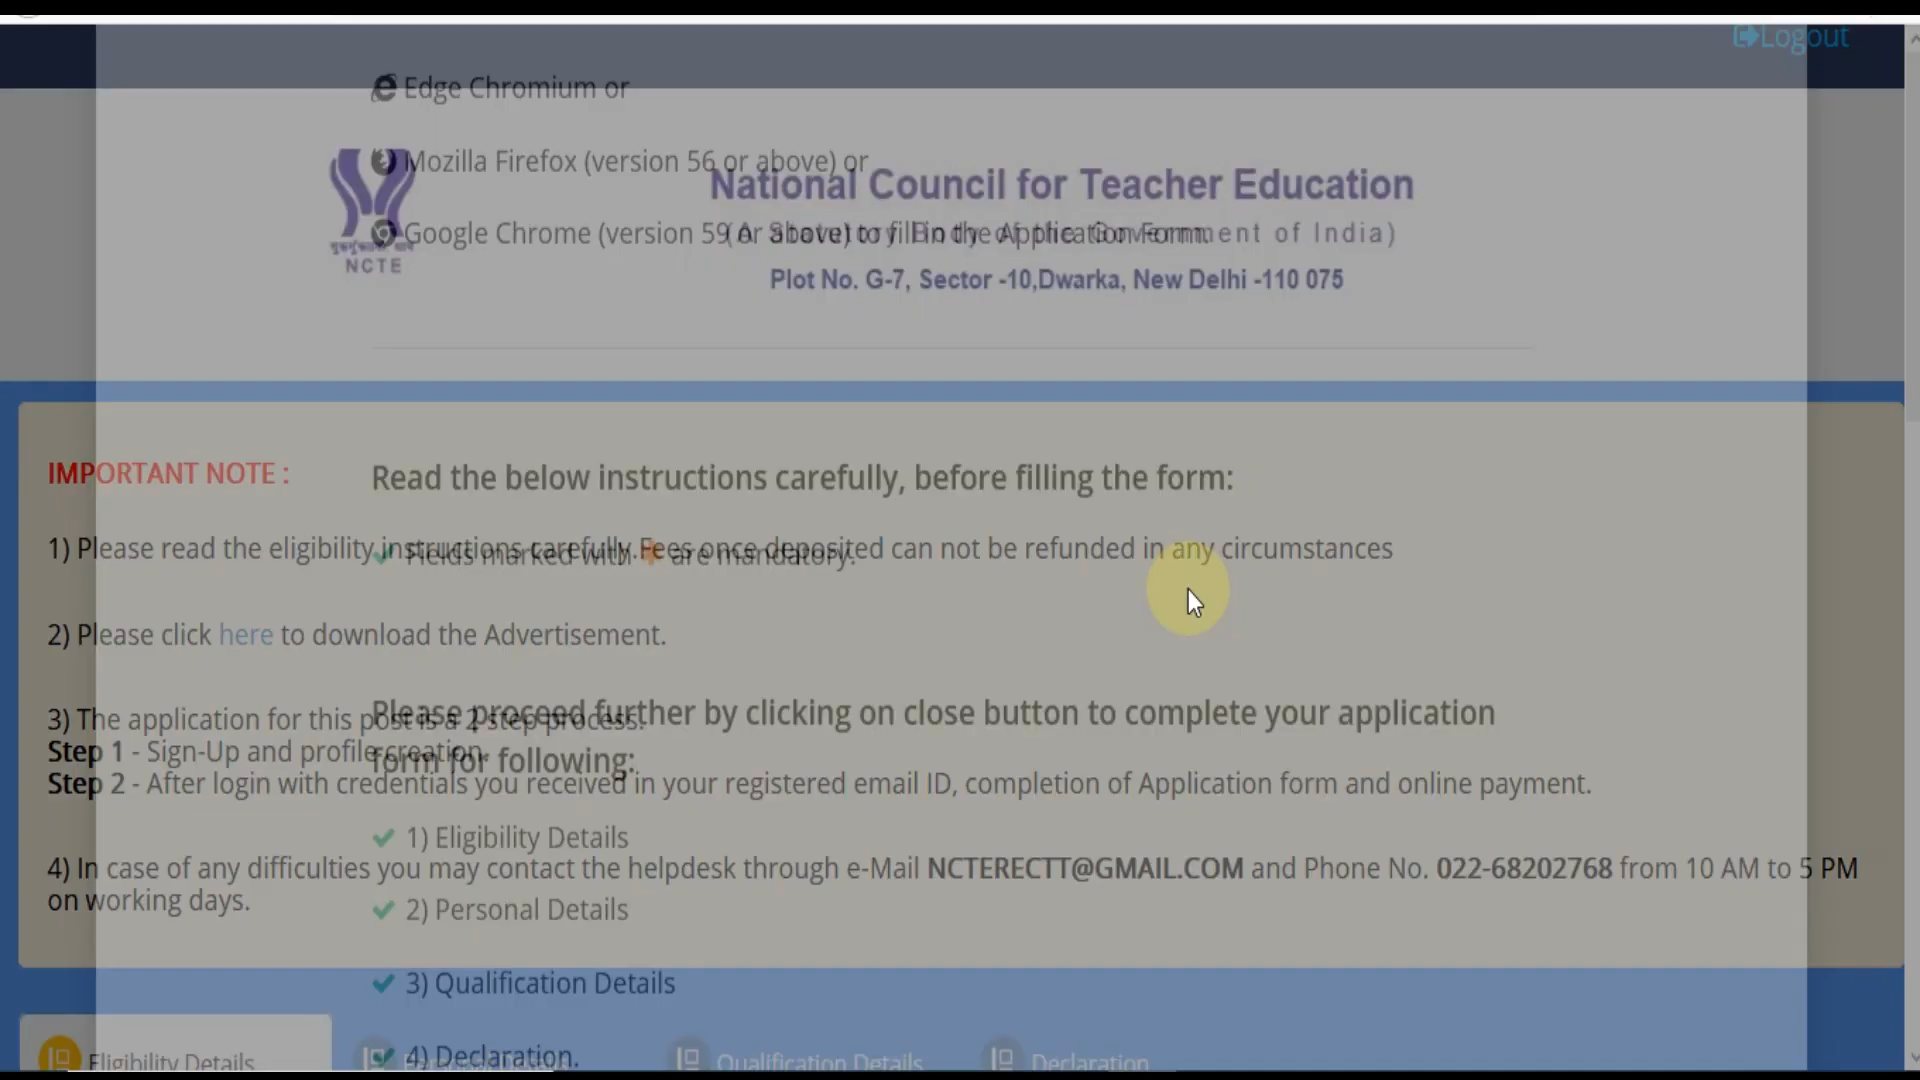 Logout
Edge Chromium or
Mozilla Firefox (version 56 or above) or
National Council for Teacher Education
Google Chrome (version 59 or above) to fill in the Application Form.
(A Statutory Body of the Government of India)
NCTE
Plot No. G-7, Sector -10,Dwarka, New Delhi -110 075
IMPORTANT NOTE :
Read the below instructions carefully, before filling the form:
1) Please read the eligibility instructions carefully.Fees once deposited can not be refunded in any circumstances
Fields marked with * are mandatory.
2) Please click here to download the Advertisement.
Please proceed further by clicking on close button to complete your application
form for following:
3) The application for this post is a 2 step process.
Step 1 - Sign-Up and profile creation.
Step 2 - After login with credentials you received in your registered email ID, completion of Application form and online payment.
1) Eligibility Details
4) In case of any difficulties you may contact the helpdesk through e-Mail NCTERECTT@GMAIL.COM and Phone No. 022-68202768 from 10 AM to 5 PM
on working days.
2) Personal Details
3) Qualification Details
4) Declaration.
Eligibility Details
Qualification Details
Declaration